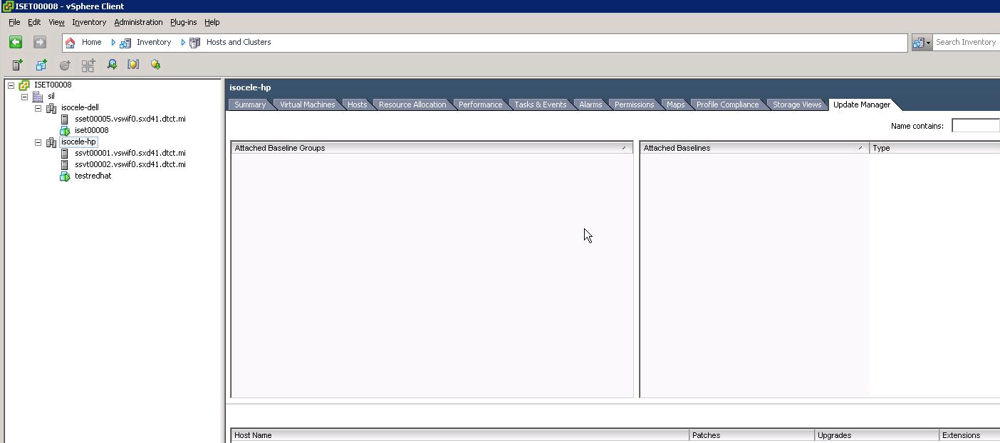 ISET00008 - vSphere Client
File Edit View Inventory Administration Plug-ins Help
Home Inventory Hosts and Clusters Search Inventory
ISET00008
sil
isocele-dell
sset00005.vswif0.sxd41.dtct.mi
iset00008
isocele-hp
ssvt00001.vswif0.sxd41.dtct.mi
ssvt00002.vswif0.sxd41.dtct.mi
testredhat
isocele-hp
Summary Virtual Machines Hosts Resource Allocation Performance Tasks & Events Alarms Permissions Maps Profile Compliance Storage Views Update Manager
Name contains:
Attached Baseline Groups Attached Baselines Type
Host Name Patches Upgrades Extensions